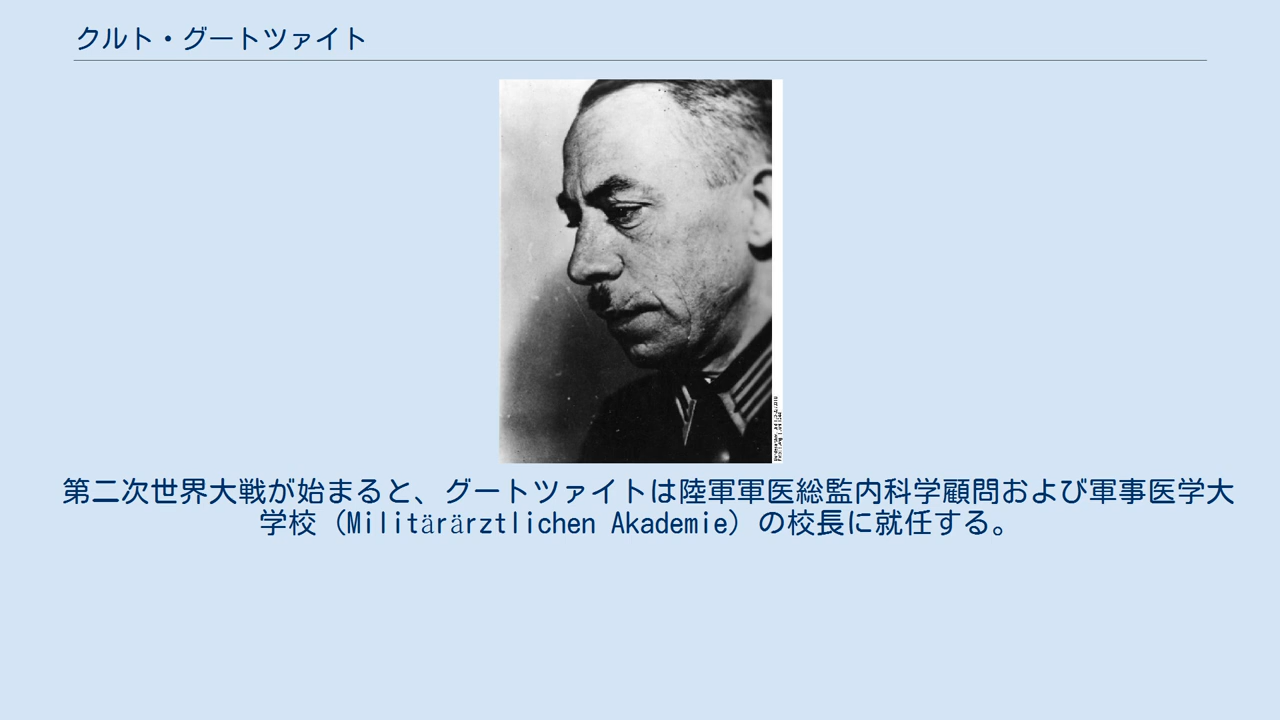 クルト・グートツァイト
第二次世界大戦が始まると、グートツァイトは陸軍軍医総監内科学顧問および軍事医学大
学校（Militärärztlichen Akademie）の校長に就任する。